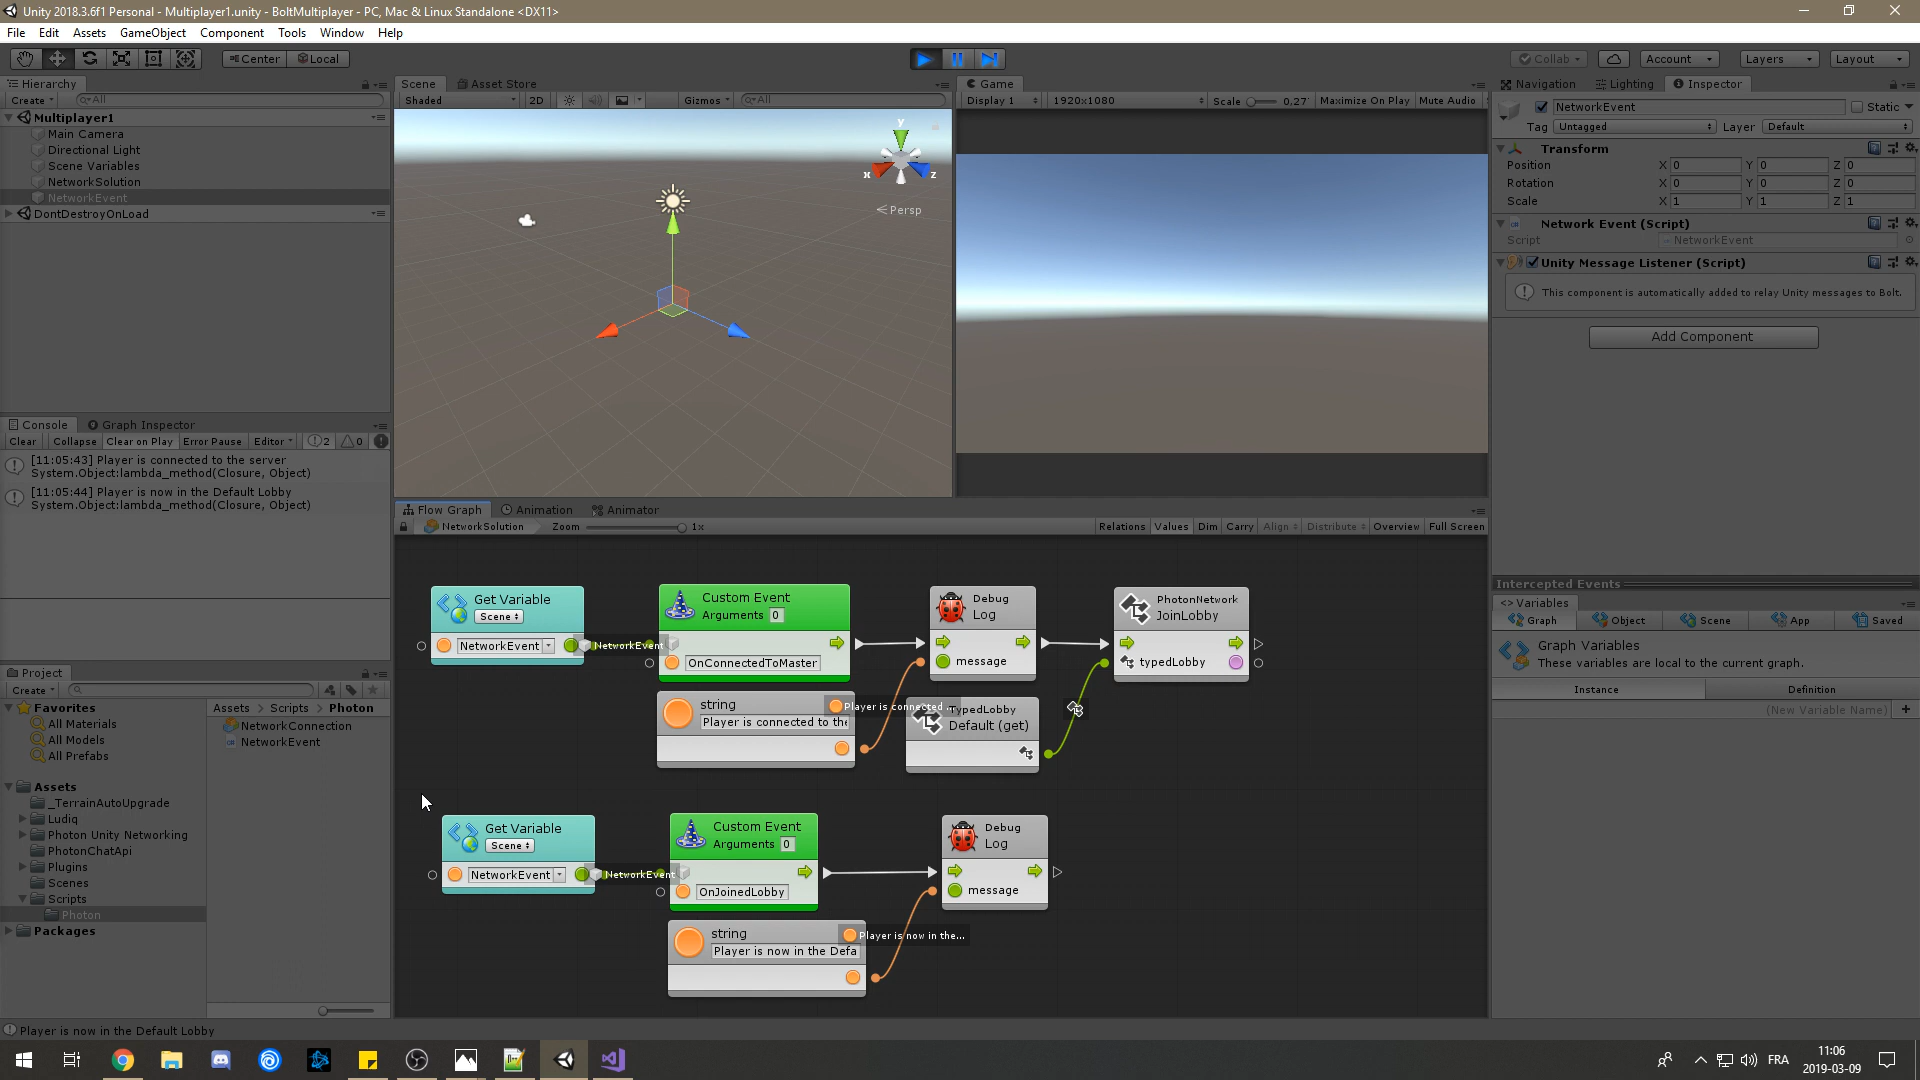 Unity 2018.3.6f1 Personal - Multiplayer1.unity - BoltMultiplayer - PC, Mac & Linux Standalone <DX11>
File Edit Assets GameObject Component Tools Window Help
Center Local
Collab Account Layers Layout
Hierarchy
Create All
Multiplayer1
Main Camera
Directional Light
Scene Variables
NetworkSolution
NetworkEvent
DontDestroyOnLoad
Scene Asset Store
Shaded 2D Gizmos All
y
x
z
Persp
Game
Display 1 1920x1080 Scale 0,27 Maximize On Play Mute Audio
Navigation Lighting Inspector
NetworkEvent Static
Tag Untagged Layer Default
Transform
Position X 0 Y 0 Z 0
Rotation X 0 Y 0 Z 0
Scale X 1 Y 1 Z 1
Network Event (Script)
Script NetworkEvent
Unity Message Listener (Script)
This component is automatically added to relay Unity messages to Bolt.
Add Component
Console Graph Inspector
Clear Collapse Clear on Play Error Pause Editor 2 0
[11:05:43] Player is connected to the server
System.Object:lambda_method(Closure, Object)
[11:05:44] Player is now in the Default Lobby
System.Object:lambda_method(Closure, Object)
Flow Graph Animation Animator
NetworkSolution Zoom 1x Relations Values Dim Carry Align Distribute Overview Full Screen
Get Variable
Scene
NetworkEvent
NetworkEvent
Custom Event
Arguments 0
OnConnectedToMaster
Debug
Log
message
PhotonNetwork
JoinLobby
typedLobby
string
Player is connected to the
Player is connected ...
TypedLobby
Default (get)
Get Variable
Scene
NetworkEvent
NetworkEvent
Custom Event
Arguments 0
OnJoinedLobby
Debug
Log
message
string
Player is now in the Defa
Player is now in the...
Intercepted Events
Variables
Graph Object Scene App Saved
Graph Variables
These variables are local to the current graph.
Instance Definition
(New Variable Name)
Project
Create
Favorites
All Materials
All Models
All Prefabs
Assets
_TerrainAutoUpgrade
Ludiq
Photon Unity Networking
PhotonChatApi
Plugins
Scenes
Scripts
Photon
Packages
Assets Scripts Photon
NetworkConnection
NetworkEvent
Player is now in the Default Lobby
FRA
11:06
2019-03-09